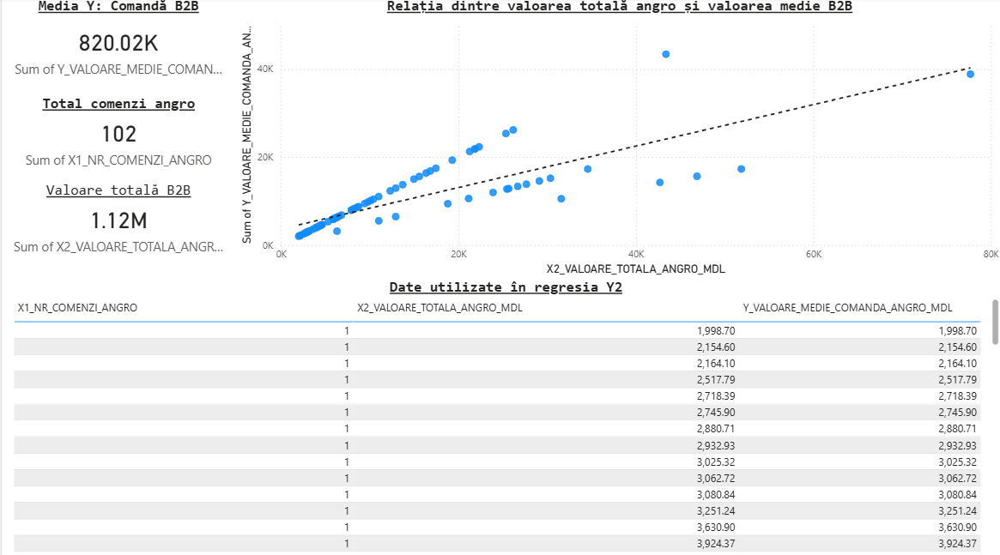 Media Y: Comandă B2B
820.02K
Sum of Y_VALOARE_MEDIE_COMAN...
Total comenzi angro
102
Sum of X1_NR_COMENZI_ANGRO
Valoare totală B2B
1.12M
Sum of X2_VALOARE_TOTALA_ANGR...
Relația dintre valoarea totală angro și valoarea medie B2B
Sum of Y_VALOARE_MEDIE_COMANDA_AN...
40K
20K
0K
0K 20K 40K 60K 80K
X2_VALOARE_TOTALA_ANGRO_MDL
Date utilizate în regresia Y2
X1_NR_COMENZI_ANGRO X2_VALOARE_TOTALA_ANGRO_MDL Y_VALOARE_MEDIE_COMANDA_ANGRO_MDL
1 1,998.70 1,998.70
1 2,154.60 2,154.60
1 2,164.10 2,164.10
1 2,517.79 2,517.79
1 2,718.39 2,718.39
1 2,745.90 2,745.90
1 2,880.71 2,880.71
1 2,932.93 2,932.93
1 3,025.32 3,025.32
1 3,062.72 3,062.72
1 3,080.84 3,080.84
1 3,251.24 3,251.24
1 3,630.90 3,630.90
1 3,924.37 3,924.37